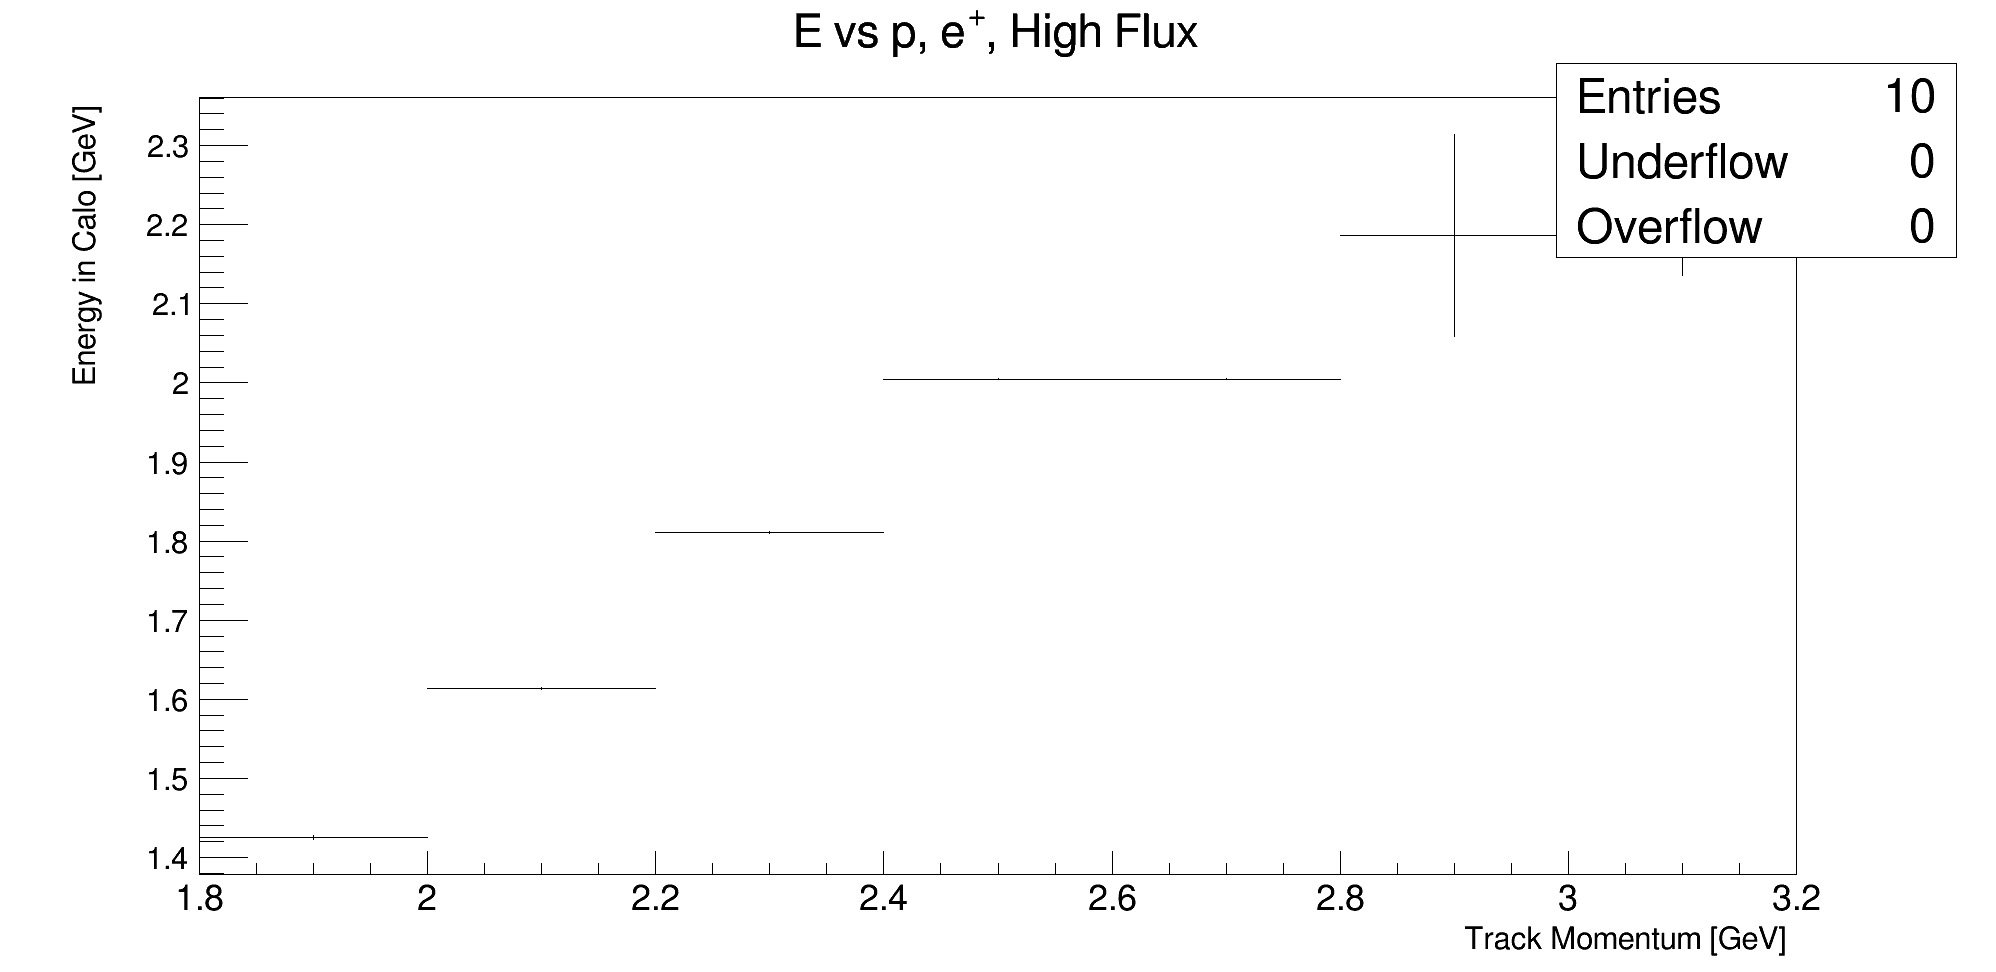 E vs p, e+, High Flux
Entries 10
Underflow 0
Overflow 0
Energy in Calo [GeV]
2.3
2.2
2.1
2
1.9
1.8
1.7
1.6
1.5
1.4
1.8 2 2.2 2.4 2.6 2.8 3 3.2
Track Momentum [GeV]